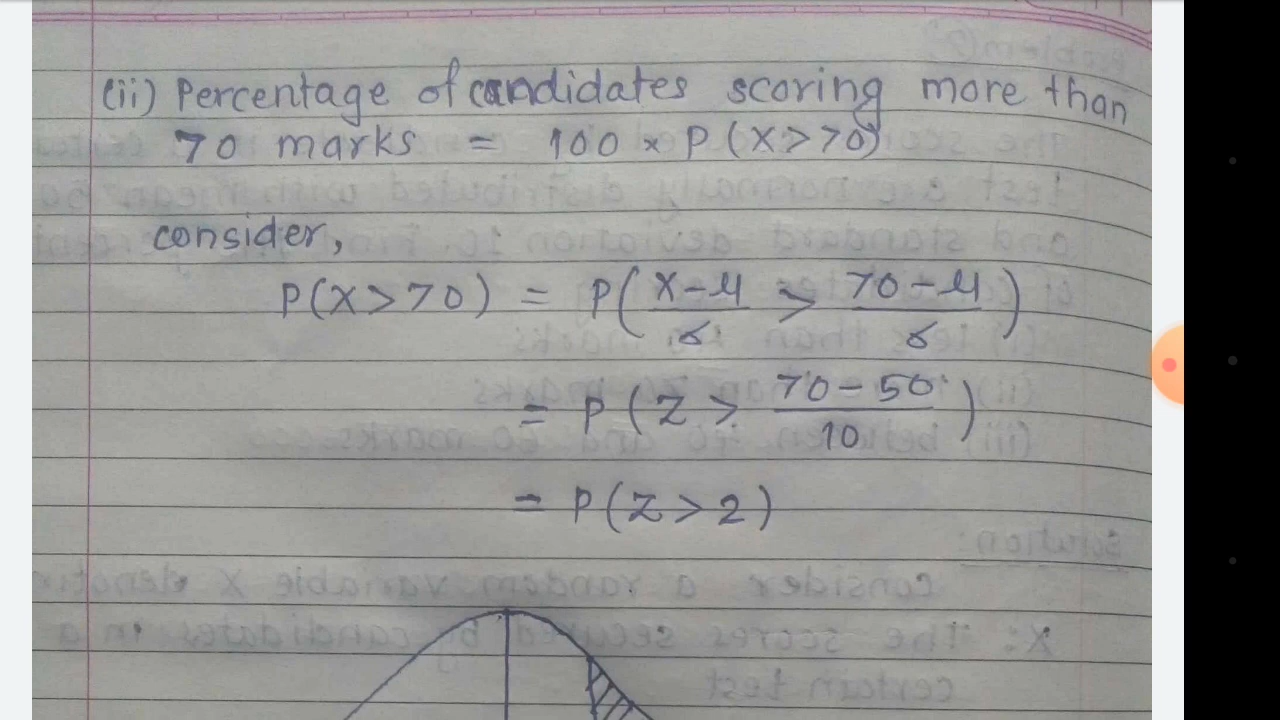 (ii) Percentage of candidates scoring more than
70 marks = 100 × P(X>70)
consider,
P(X>70) = P(X-μ/σ > 70-μ/σ)
= P(Z > 70-50/10)
= P(Z>2)